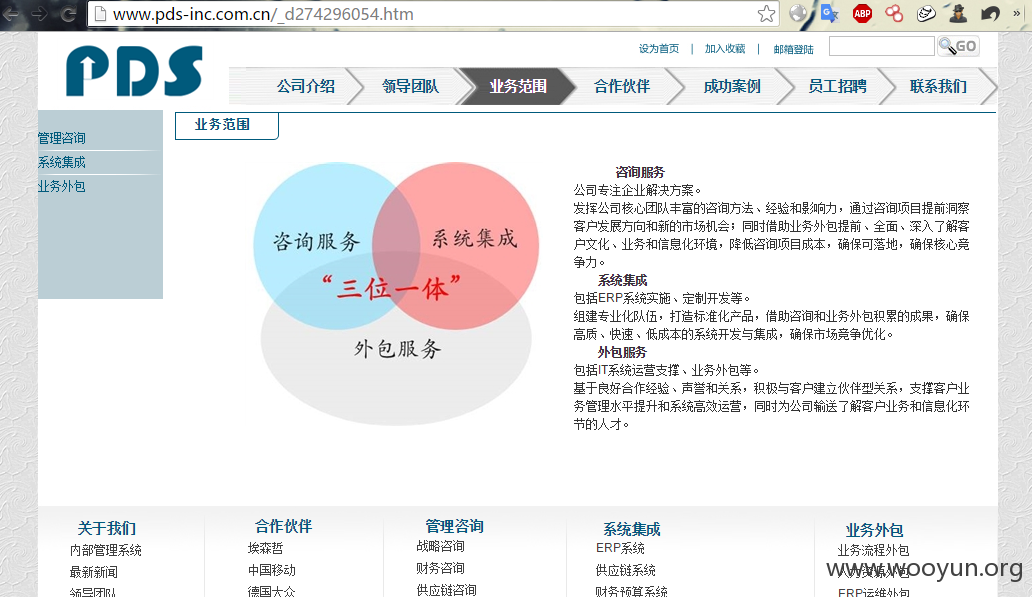 www.pds-inc.com.cn/_d274296054.htm
ABP
PDS
设为首页 | 加入收藏 | 邮箱登陆
GO
公司介绍 领导团队 业务范围 合作伙伴 成功案例 员工招聘 联系我们
管理咨询
系统集成
业务外包
业务范围
咨询服务
系统集成
“三位一体”
外包服务
咨询服务
公司专注企业解决方案。
发挥公司核心团队丰富的咨询方法、经验和影响力，通过咨询项目提前洞察
客户发展方向和新的市场机会；同时借助业务外包提前、全面、深入了解客
户文化、业务和信息化环境，降低咨询项目成本，确保可落地，确保核心竞
争力。
系统集成
包括ERP系统实施、定制开发等。
组建专业化队伍，打造标准化产品，借助咨询和业务外包积累的成果，确保
高质、快速、低成本的系统开发与集成，确保市场竞争优化。
外包服务
包括IT系统运营支撑、业务外包等。
基于良好合作经验、声誉和关系，积极与客户建立伙伴型关系，支撑客户业
务管理水平提升和系统高效运营，同时为公司输送了解客户业务和信息化环
节的人才。
关于我们
内部管理系统
最新新闻
领导团队
合作伙伴
埃森哲
中国移动
德国大众
管理咨询
战略咨询
财务咨询
供应链咨询
系统集成
ERP系统
供应链系统
财务预算系统
业务外包
业务流程外包
人力资源外包
ERP运维外包
www.wooyun.org